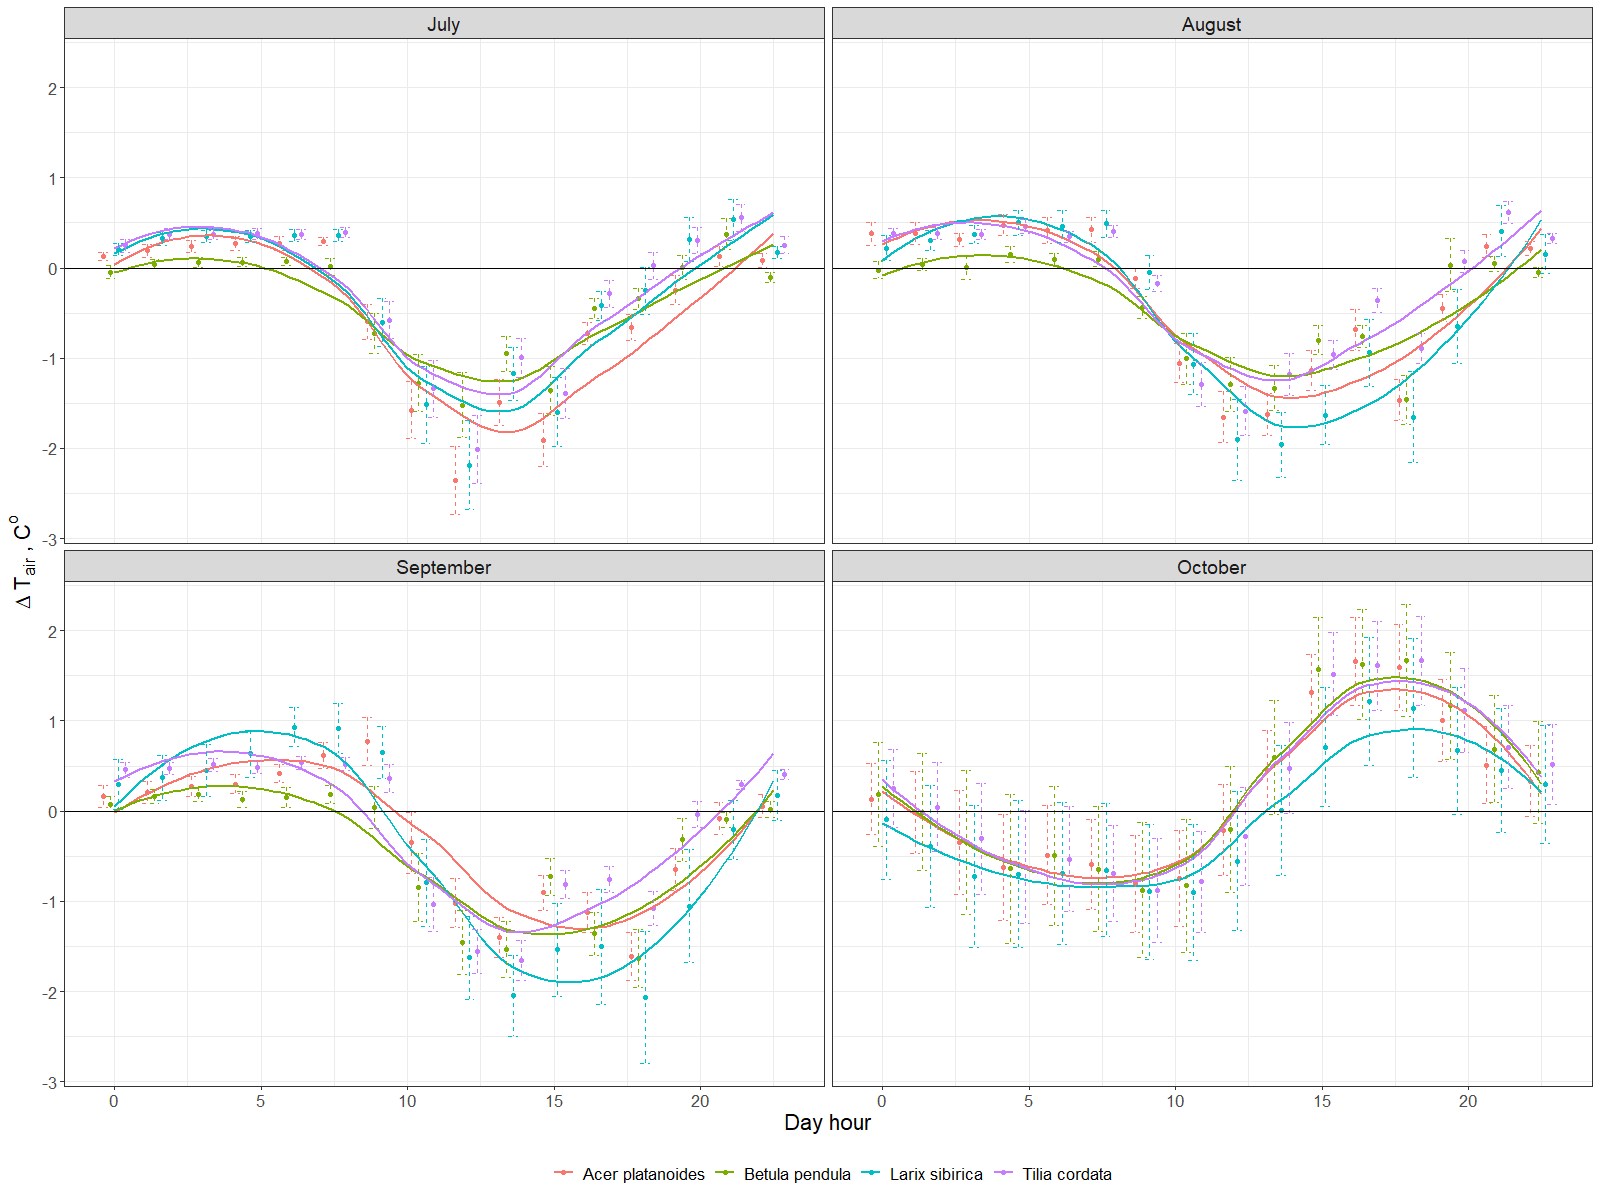 July
August
2
1
0
-1
-2
-3
Δ T_air , C°
September
October
2
1
0
-1
-2
-3
0 5 10 15 20
0 5 10 15 20
Day hour
Acer platanoides Betula pendula Larix sibirica Tilia cordata